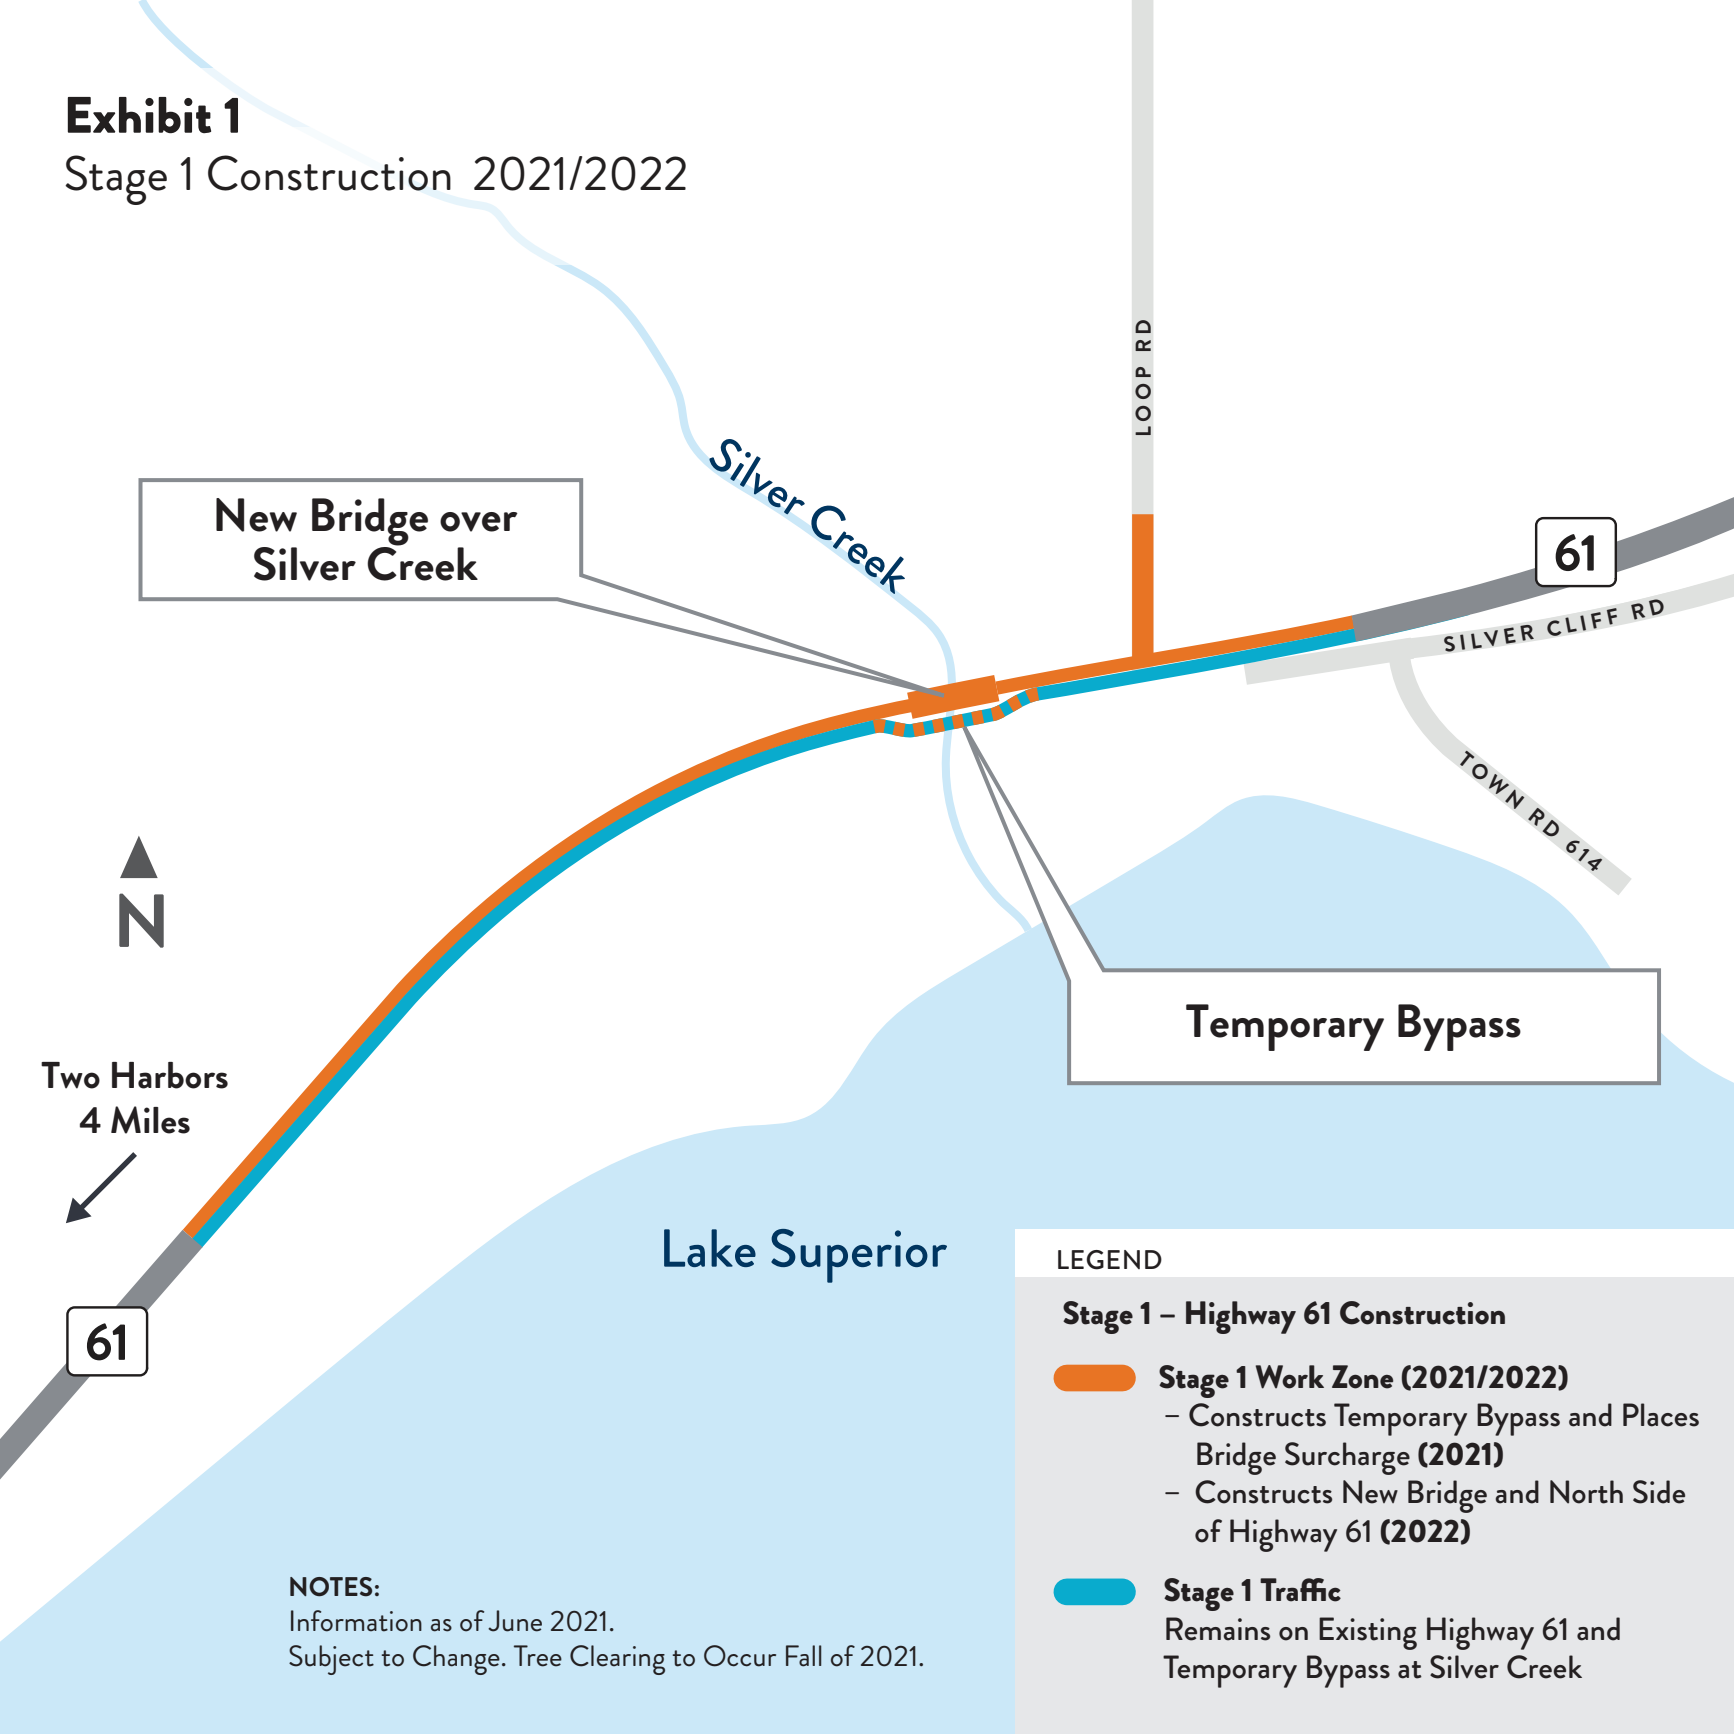 Exhibit 1
Stage 1 Construction 2021/2022
LOOP RD
Silver Creek
New Bridge over
Silver Creek
61
SILVER CLIFF RD
TOWN RD 614
N
Temporary Bypass
Two Harbors
4 Miles
Lake Superior
61
LEGEND
Stage 1 – Highway 61 Construction
Stage 1 Work Zone (2021/2022)
– Constructs Temporary Bypass and Places
Bridge Surcharge (2021)
– Constructs New Bridge and North Side
of Highway 61 (2022)
Stage 1 Traffic
Remains on Existing Highway 61 and
Temporary Bypass at Silver Creek
NOTES:
Information as of June 2021.
Subject to Change. Tree Clearing to Occur Fall of 2021.